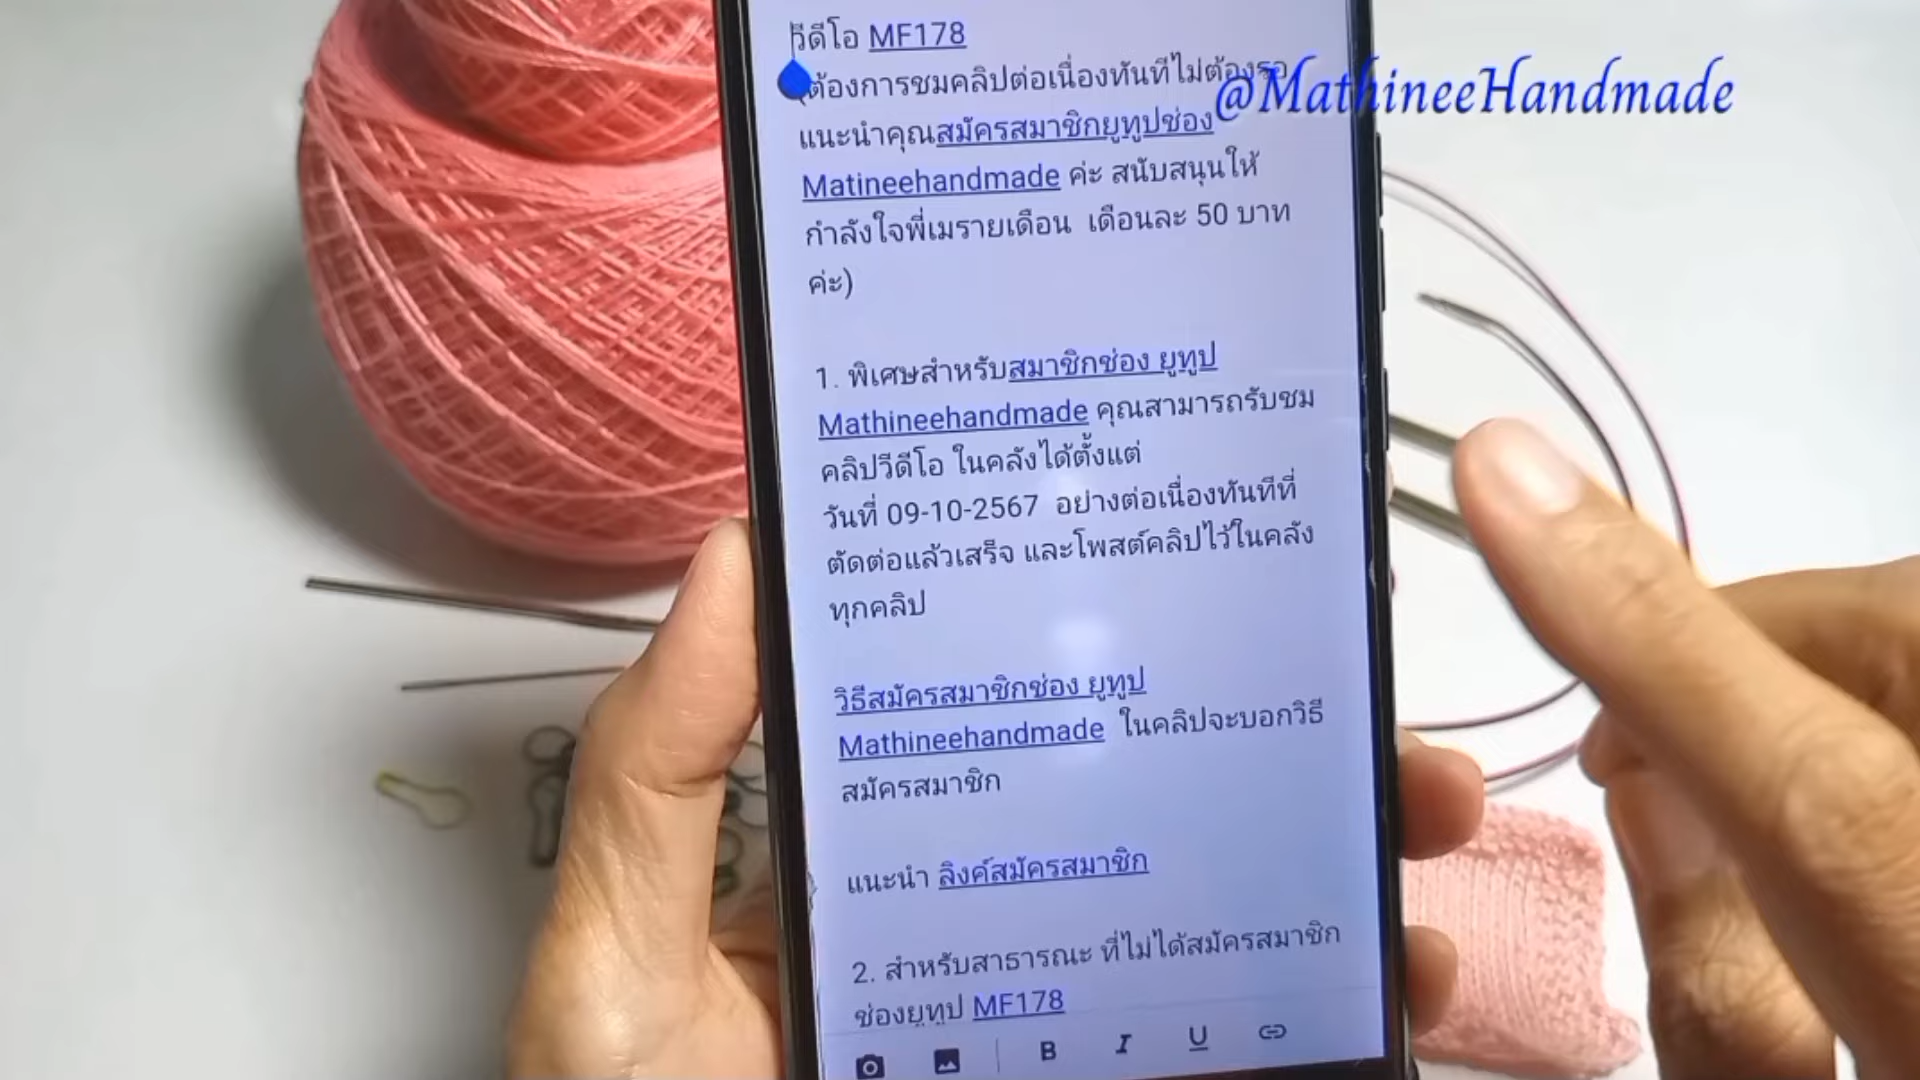 วีดีโอ MF178
(ต้องการชมคลิปต่อเนื่องทันทีไม่ต้องรอ
@MathineeHandmade
แนะนำคุณสมัครสมาชิกยูทูปช่อง
Matineehandmade ค่ะ สนับสนุนให้
กำลังใจพี่เมรายเดือน เดือนละ 50 บาท
ค่ะ)
1. พิเศษสำหรับสมาชิกช่อง ยูทูป
Mathineehandmade คุณสามารถรับชม
คลิปวีดีโอ ในคลังได้ตั้งแต่
วันที่ 09-10-2567 อย่างต่อเนื่องทันทีที่
ตัดต่อแล้วเสร็จ และโพสต์คลิปไว้ในคลัง
ทุกคลิป
วิธีสมัครสมาชิกช่อง ยูทูป
Mathineehandmade ในคลิปจะบอกวิธี
สมัครสมาชิก
แนะนำ ลิงค์สมัครสมาชิก
2. สำหรับสาธารณะ ที่ไม่ได้สมัครสมาชิก
ช่องยูทูป MF178
B I U